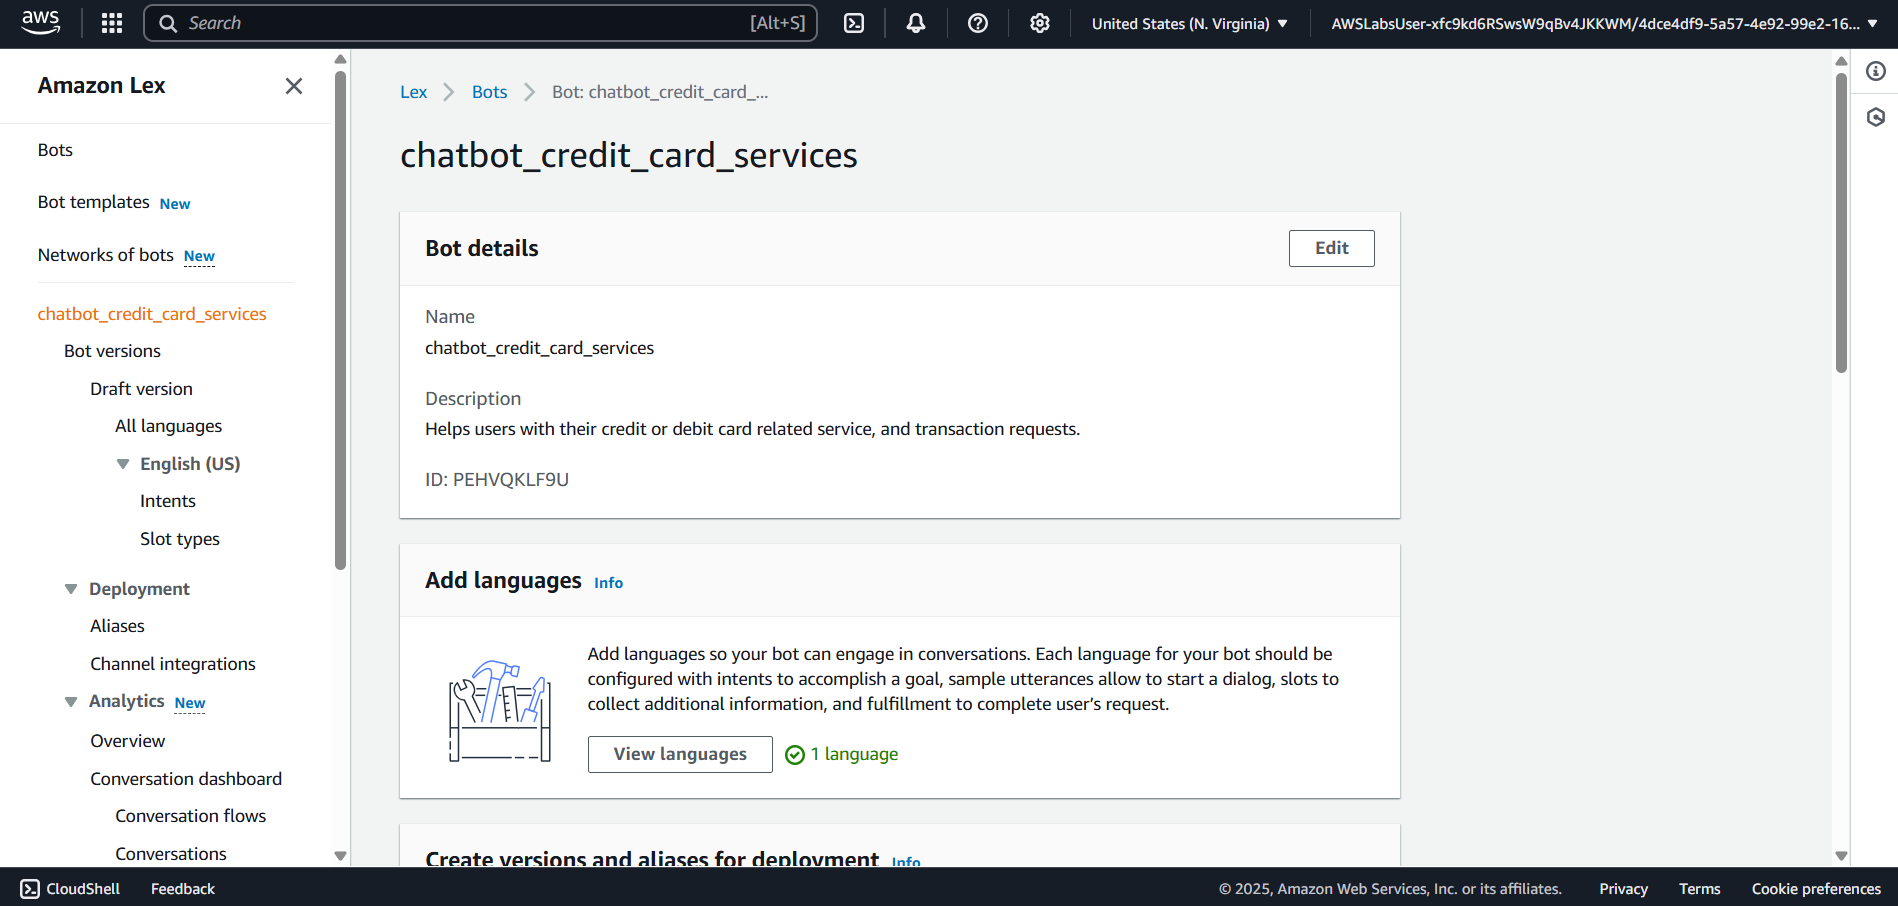 aws
Search [Alt+S]
United States (N. Virginia)
AWSLabsUser-xfc9kd6RSwsW9qBv4JKKWM/4dce4df9-5a57-4e92-99e2-16...
Amazon Lex
Bots
Bot templates New
Networks of bots New
chatbot_credit_card_services
Bot versions
Draft version
All languages
English (US)
Intents
Slot types
Deployment
Aliases
Channel integrations
Analytics New
Overview
Conversation dashboard
Conversation flows
Conversations
Lex
Bots
Bot: chatbot_credit_card_...
chatbot_credit_card_services
Bot details
Edit
Name
chatbot_credit_card_services
Description
Helps users with their credit or debit card related service, and transaction requests.
ID: PEHVQKLF9U
Add languages Info
Add languages so your bot can engage in conversations. Each language for your bot should be
configured with intents to accomplish a goal, sample utterances allow to start a dialog, slots to
collect additional information, and fulfillment to complete user's request.
View languages
1 language
Create versions and aliases for deployment Info
CloudShell
Feedback
© 2025, Amazon Web Services, Inc. or its affiliates.
Privacy
Terms
Cookie preferences